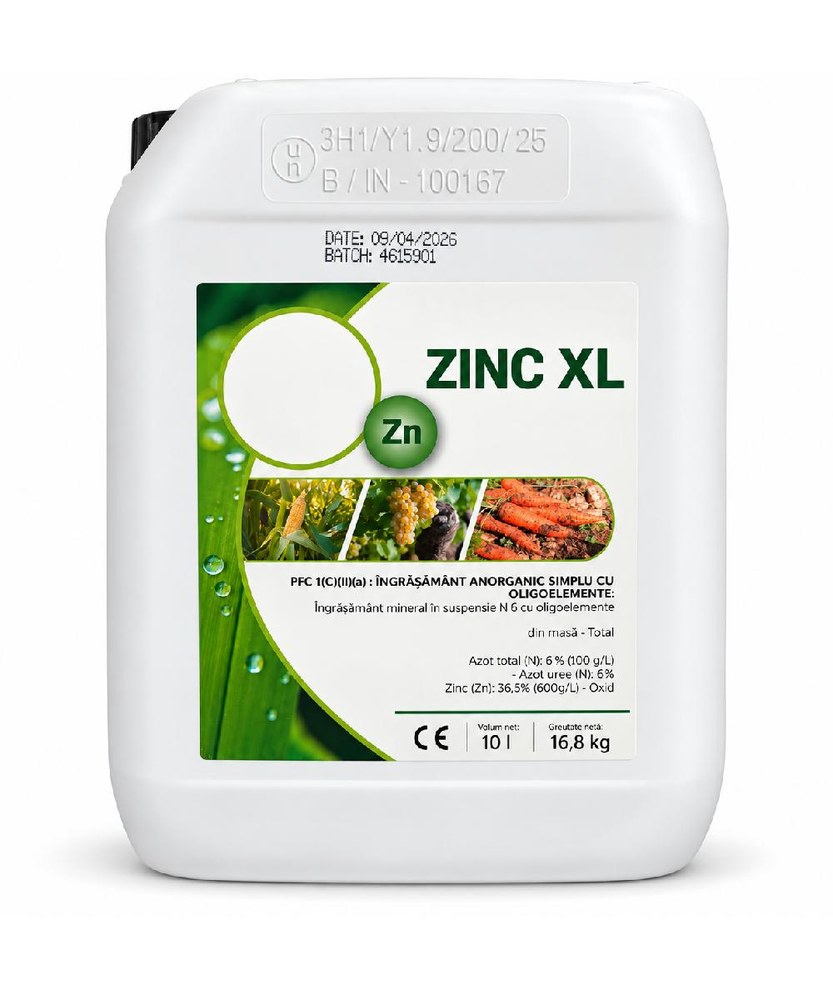 un
3H1/Y1.9/200/25
B/IN-100167
DATE: 09/04/2026
BATCH: 4615901
ZINC XL
Zn
PFC 1(C)(II)(a) : ÎNGRĂȘĂMÂNT ANORGANIC SIMPLU CU
OLIGOELEMENTE:
Îngrășământ mineral în suspensie N 6 cu oligoelemente
din masă - Total
Azot total (N): 6% (100 g/L)
- Azot uree (N): 6%
Zinc (Zn): 36,5% (600g/L) - Oxid
CE
Volum net:
10 l
Greutate netă:
16,8 kg